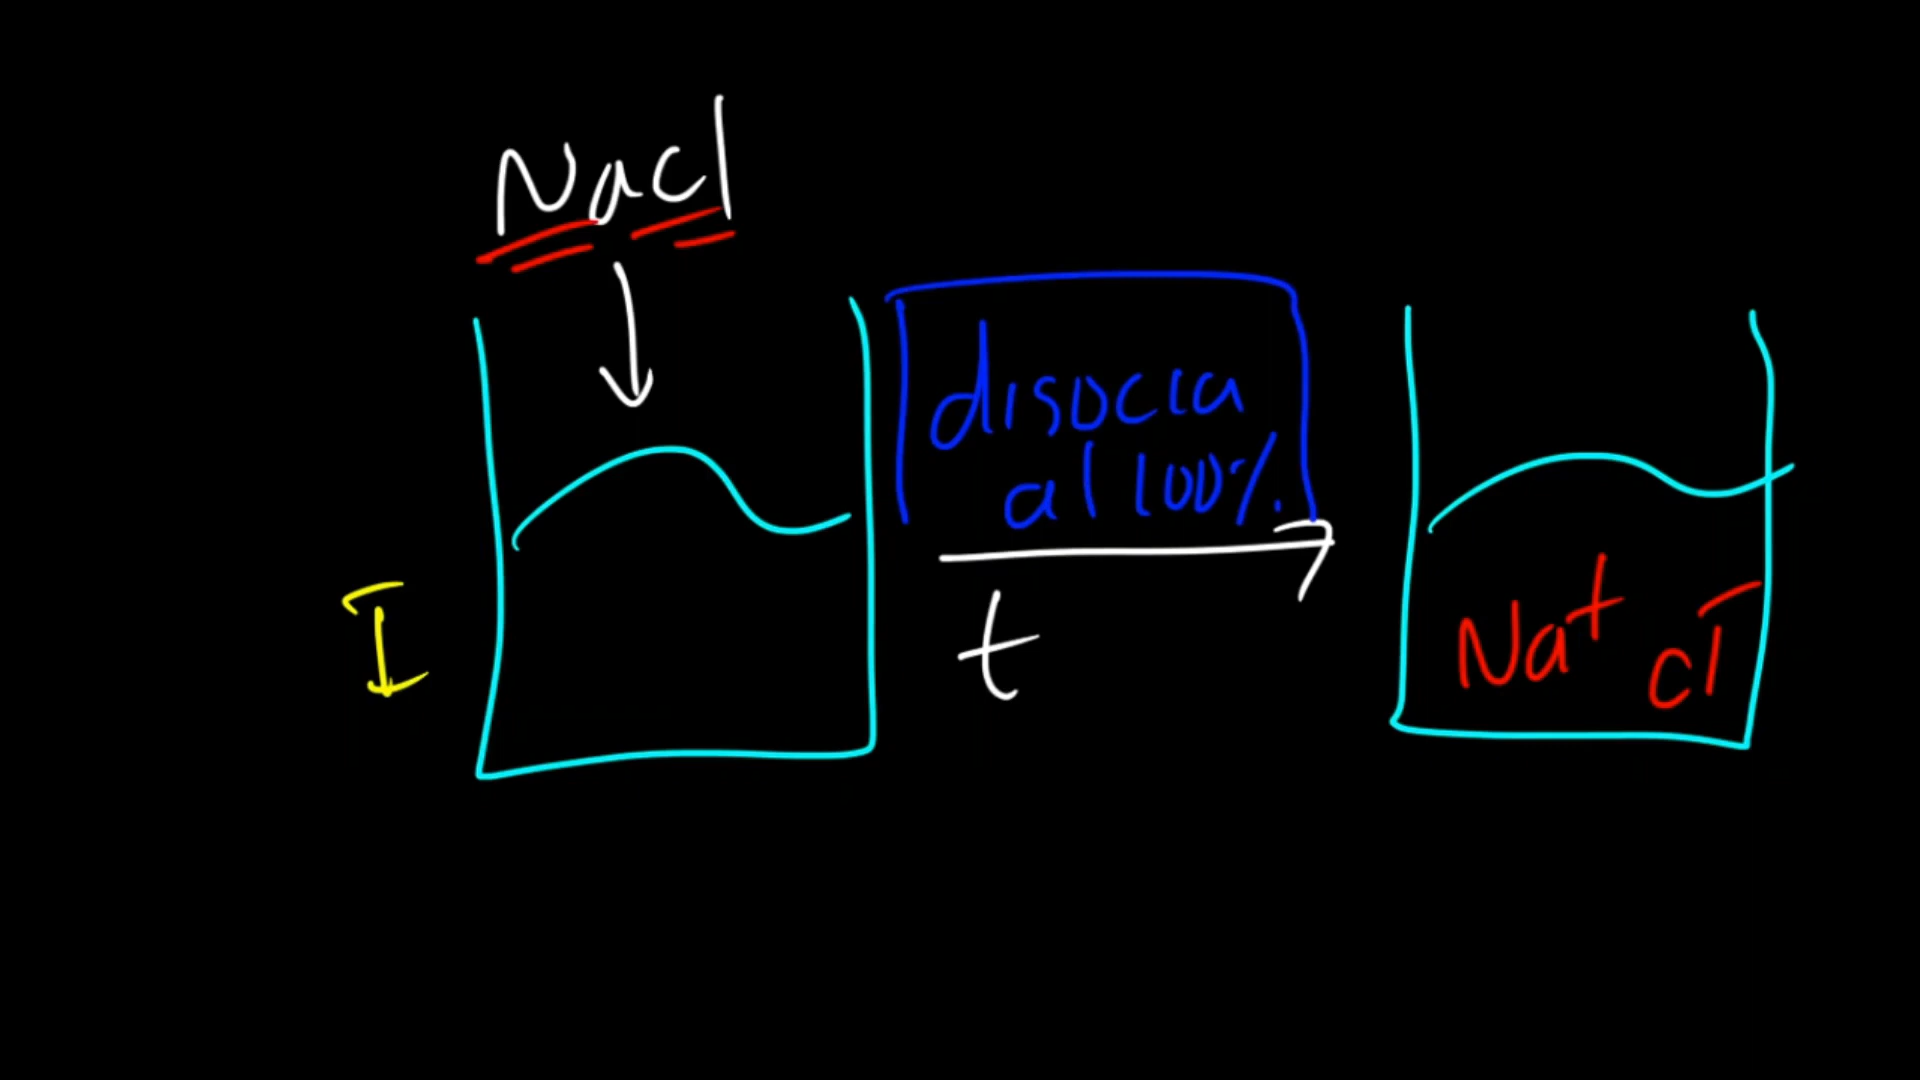 Nacl
disocia
al 100%.
I
t
Na⁺ cl⁻